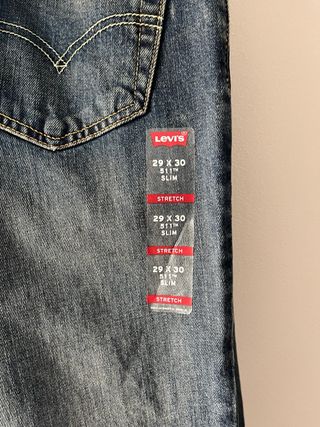 Levi's
29 X 30
511™
SLIM
STRETCH
29 X 30
511™
SLIM
STRETCH
29 X 30
511™
SLIM
STRETCH